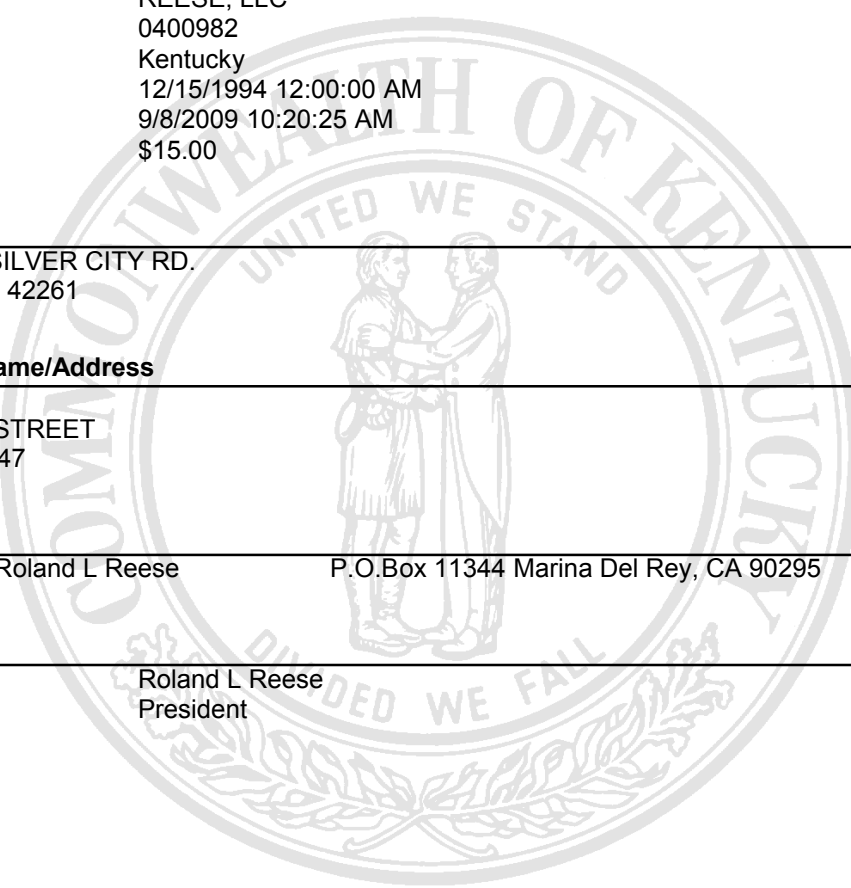 REESE, LLC
0400982
Kentucky
12/15/1994 12:00:00 AM
9/8/2009 10:20:25 AM
$15.00
COMMONWEALTH OF KENTUCKY
UNITED WE STAND
SILVER CITY RD.
42261
ame/Address
STREET
47
Roland L Reese P.O.Box 11344 Marina Del Rey, CA 90295
Roland L Reese
President
DIVIDED WE FALL